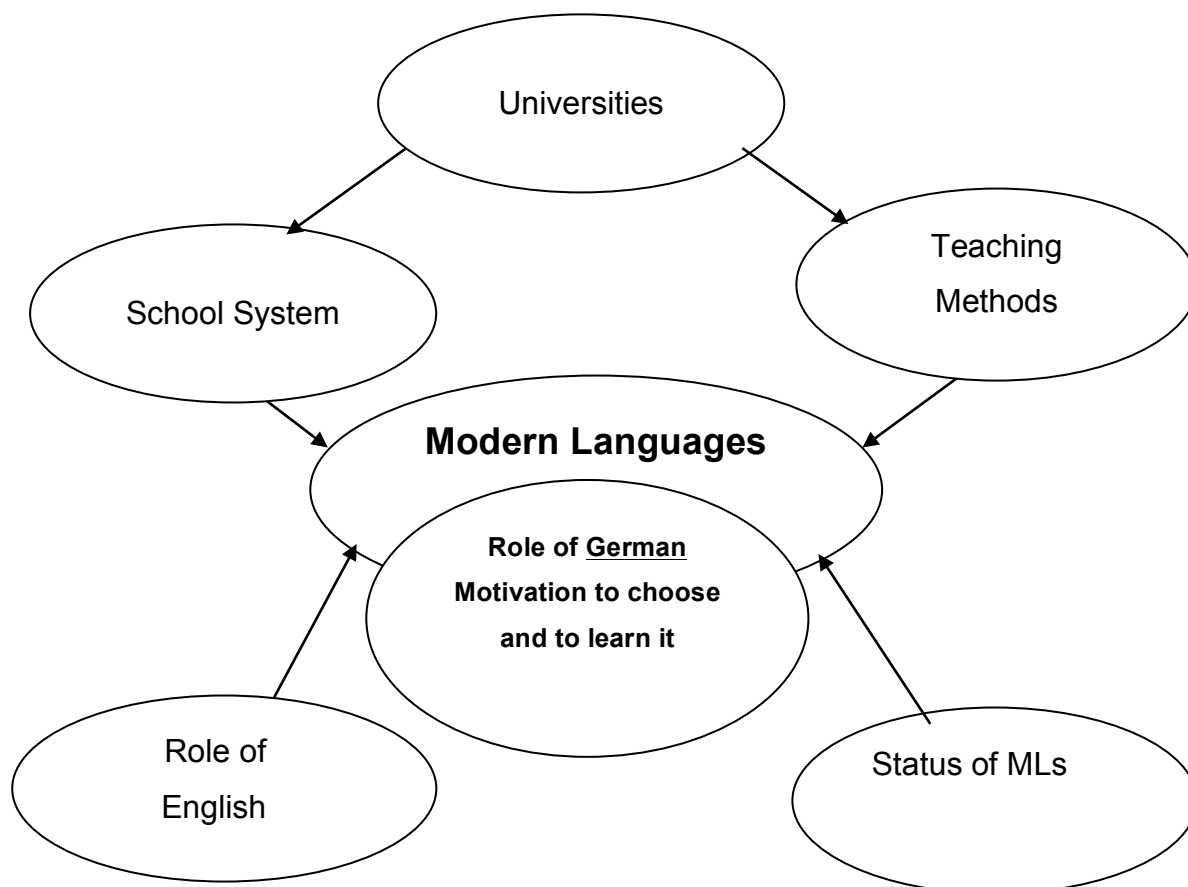 Universities
Teaching
Methods
School System
Modern Languages
Role of German
Motivation to choose
and to learn it
Role of
English
Status of MLs